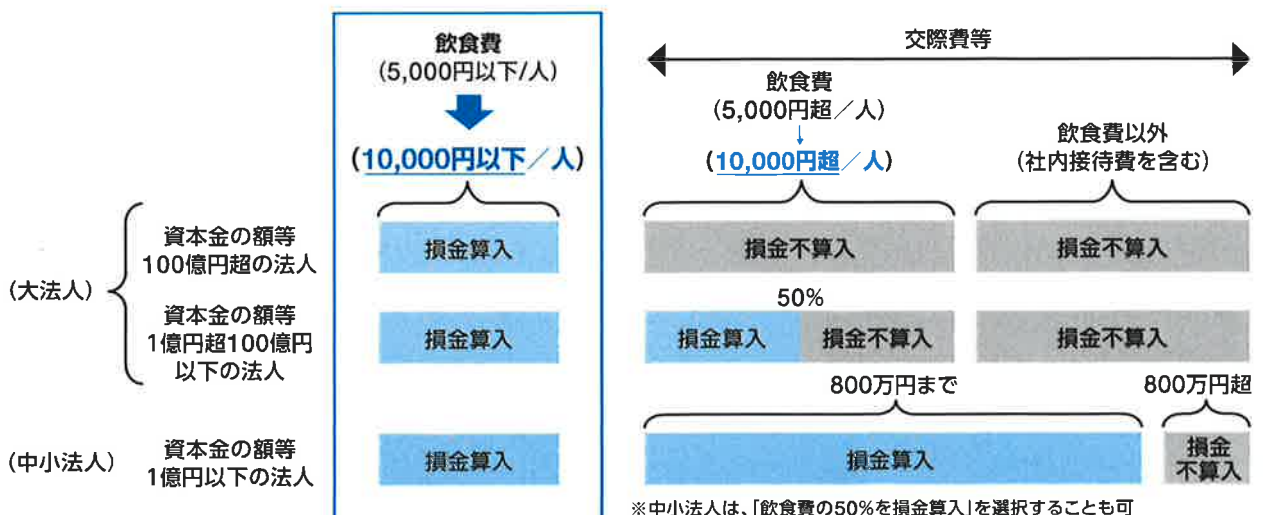 飲食費
(5,000円以下/人)
(10,000円以下/人)
交際費等
飲食費
(5,000円超/人)
(10,000円超/人)
飲食費以外
(社内接待費を含む)
(大法人)
資本金の額等
100億円超の法人
損金算入
損金不算入
損金不算入
資本金の額等
1億円超100億円
以下の法人
損金算入
50%
損金算入
損金不算入
損金不算入
800万円まで
800万円超
(中小法人)
資本金の額等
1億円以下の法人
損金算入
損金算入
損金
不算入
※中小法人は、「飲食費の50%を損金算入」を選択することも可